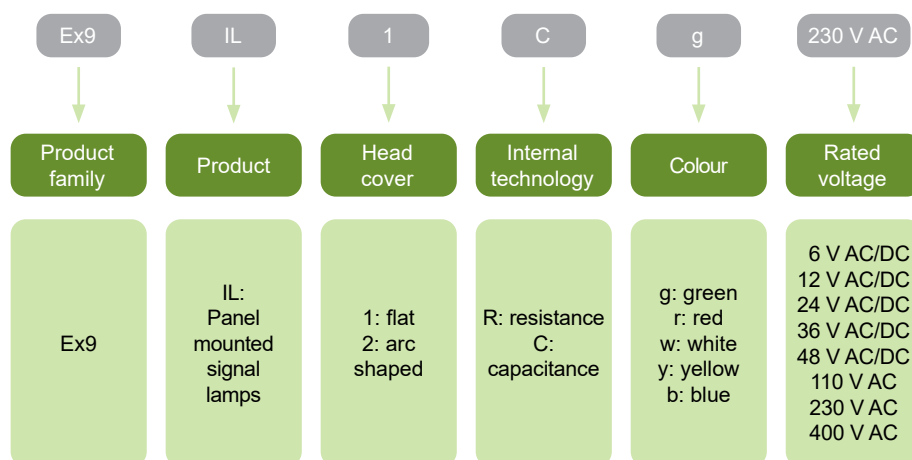 Ex9
IL
1
C
g
230 V AC
Product
family
Product
Head
cover
Internal
technology
Colour
Rated
voltage
Ex9
IL:
Panel
mounted
signal
lamps
1: flat
2: arc
shaped
R: resistance
C:
capacitance
g: green
r: red
w: white
y: yellow
b: blue
6 V AC/DC
12 V AC/DC
24 V AC/DC
36 V AC/DC
48 V AC/DC
110 V AC
230 V AC
400 V AC